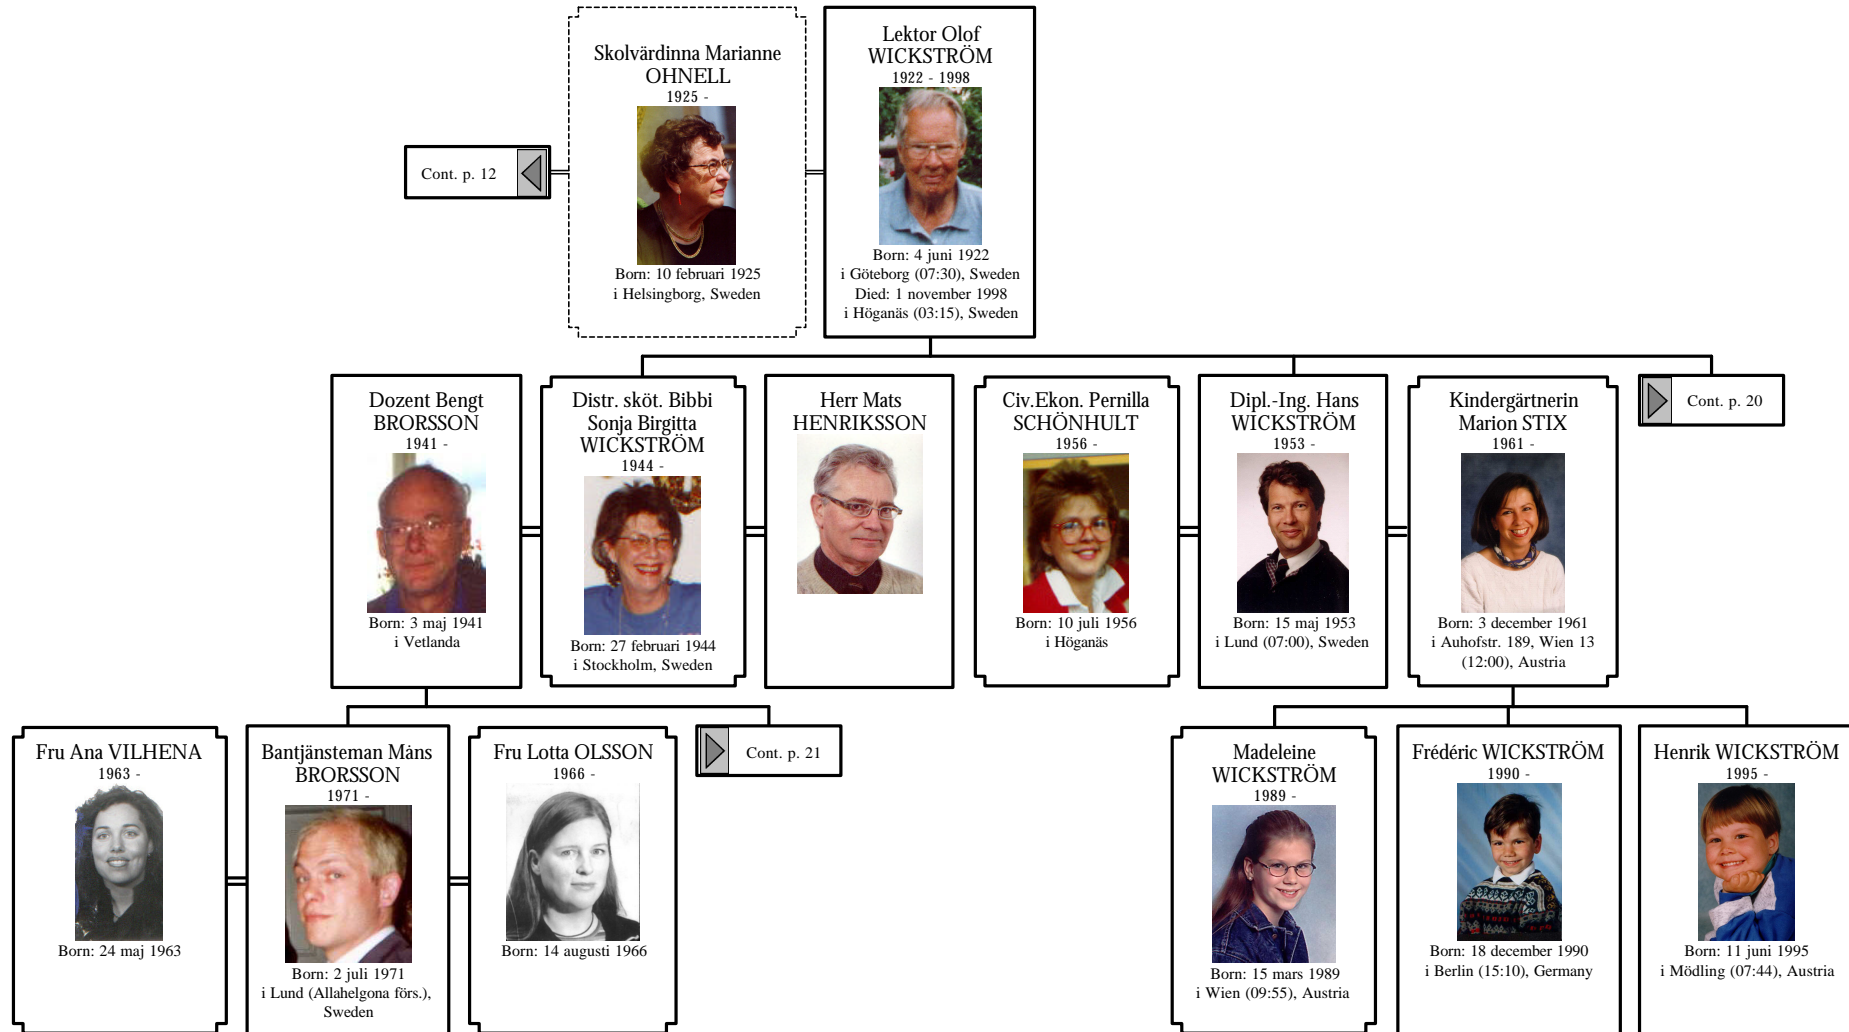 Skolvärdinna Marianne
OHNELL
1925 -
Born: 10 februari 1925
i Helsingborg, Sweden
Lektor Olof
WICKSTRÖM
1922 - 1998
Born: 4 juni 1922
i Göteborg (07:30), Sweden
Died: 1 november 1998
i Höganäs (03:15), Sweden
Cont. p. 12
Dozent Bengt
BRORSSON
1941 -
Born: 3 maj 1941
i Vetlanda
Distr. sköt. Bibbi
Sonja Birgitta
WICKSTRÖM
1944 -
Born: 27 februari 1944
i Stockholm, Sweden
Herr Mats
HENRIKSSON
Civ.Ekon. Pernilla
SCHÖNHULT
1956 -
Born: 10 juli 1956
i Höganäs
Dipl.-Ing. Hans
WICKSTRÖM
1953 -
Born: 15 maj 1953
i Lund (07:00), Sweden
Kindergärtnerin
Marion STIX
1961 -
Born: 3 december 1961
i Auhofstr. 189, Wien 13
(12:00), Austria
Cont. p. 20
Fru Ana VILHENA
1963 -
Born: 24 maj 1963
Bantjänsteman Måns
BRORSSON
1971 -
Born: 2 juli 1971
i Lund (Allahelgona förs.),
Sweden
Fru Lotta OLSSON
1966 -
Born: 14 augusti 1966
Cont. p. 21
Madeleine
WICKSTRÖM
1989 -
Born: 15 mars 1989
i Wien (09:55), Austria
Frédéric WICKSTRÖM
1990 -
Born: 18 december 1990
i Berlin (15:10), Germany
Henrik WICKSTRÖM
1995 -
Born: 11 juni 1995
i Mödling (07:44), Austria